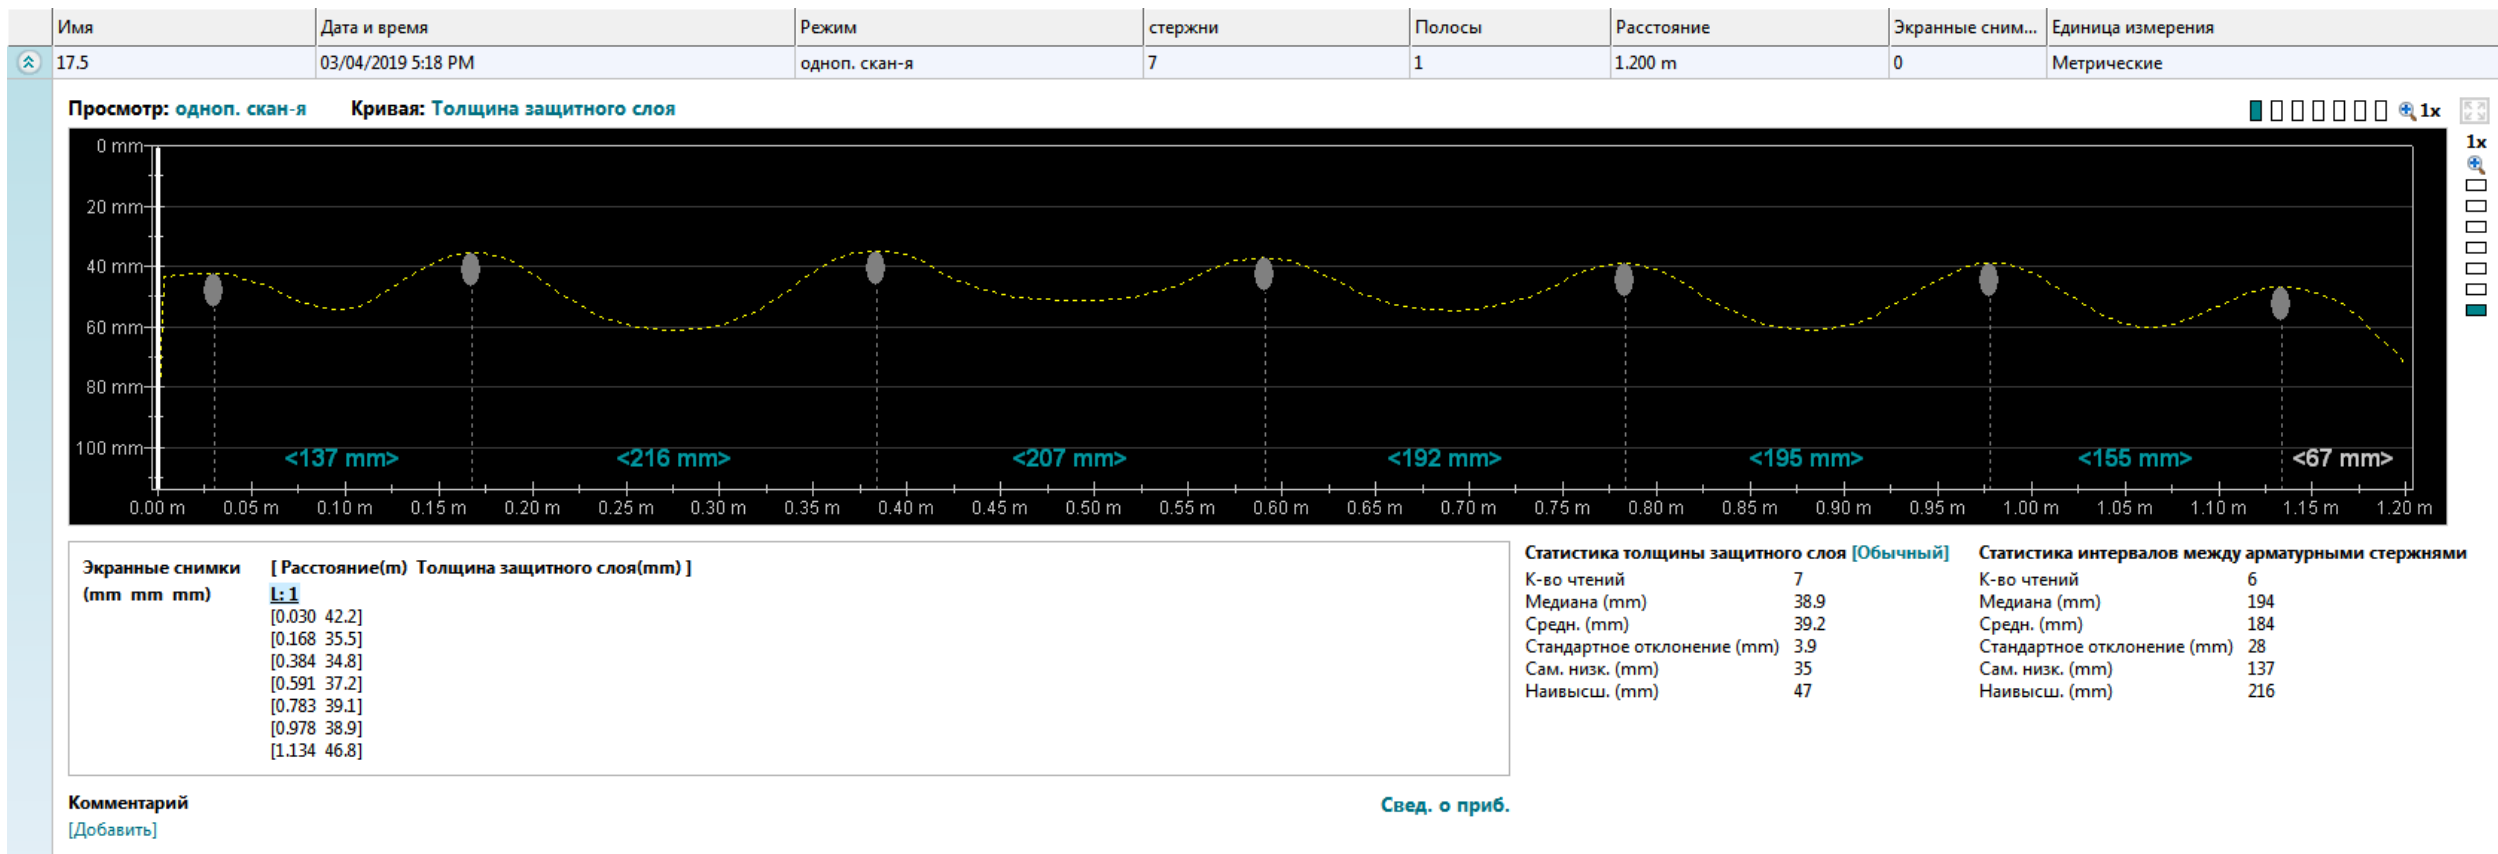 Имя Дата и время Режим стержни Полосы Расстояние Экранные сним... Единица измерения
17.5 03/04/2019 5:18 PM одноп. скан-я 7 1 1.200 m 0 Метрические
Просмотр: одноп. скан-я Кривая: Толщина защитного слоя 1x
1x
0 mm
20 mm
40 mm
60 mm
80 mm
100 mm
<137 mm> <216 mm> <207 mm> <192 mm> <195 mm> <155 mm> <67 mm>
0.00 m 0.05 m 0.10 m 0.15 m 0.20 m 0.25 m 0.30 m 0.35 m 0.40 m 0.45 m 0.50 m 0.55 m 0.60 m 0.65 m 0.70 m 0.75 m 0.80 m 0.85 m 0.90 m 0.95 m 1.00 m 1.05 m 1.10 m 1.15 m 1.20 m
Экранные снимки [ Расстояние(m) Толщина защитного слоя(mm) ]
(mm mm mm) L: 1
[0.030 42.2]
[0.168 35.5]
[0.384 34.8]
[0.591 37.2]
[0.783 39.1]
[0.978 38.9]
[1.134 46.8]
Статистика толщины защитного слоя [Обычный]
К-во чтений 7
Медиана (mm) 38.9
Средн. (mm) 39.2
Стандартное отклонение (mm) 3.9
Сам. низк. (mm) 35
Наивысш. (mm) 47
Статистика интервалов между арматурными стержнями
К-во чтений 6
Медиана (mm) 194
Средн. (mm) 184
Стандартное отклонение (mm) 28
Сам. низк. (mm) 137
Наивысш. (mm) 216
Комментарий Свед. о приб.
[Добавить]